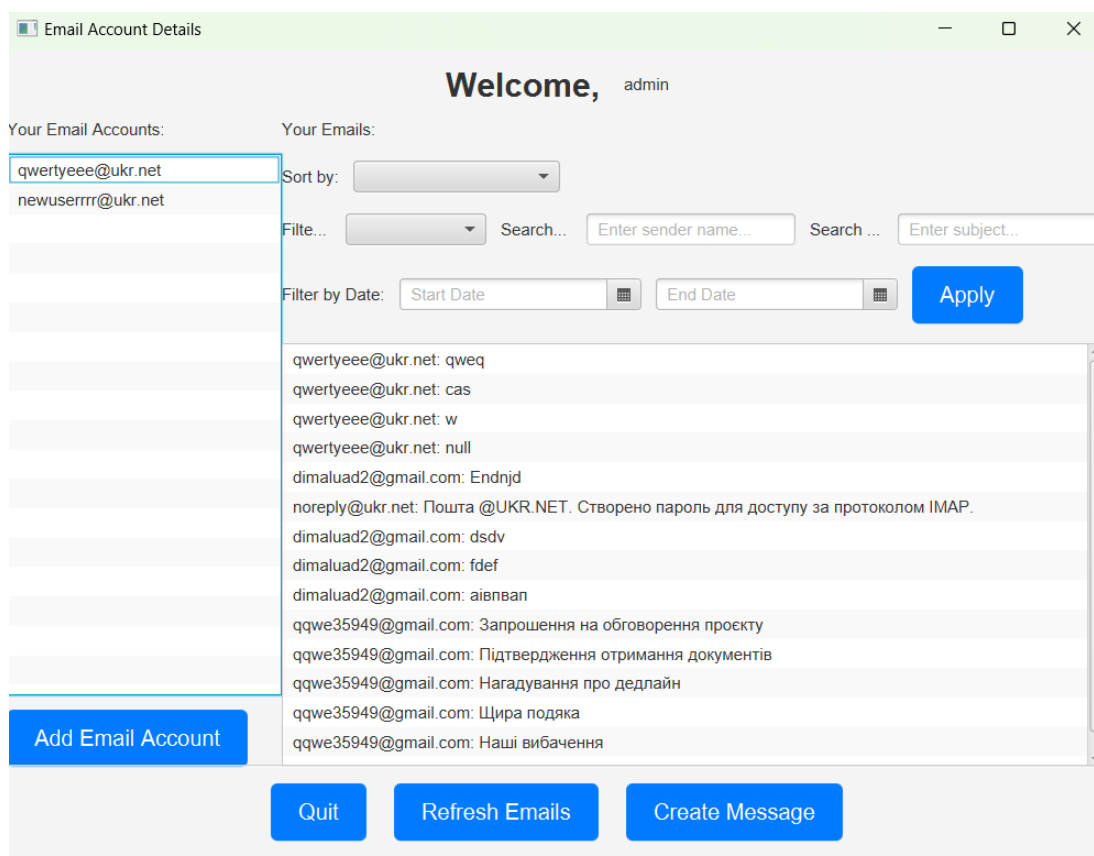 Email Account Details
Welcome, admin
Your Email Accounts:
qwertyeee@ukr.net
newuserrrr@ukr.net
Add Email Account
Your Emails:
Sort by:
Filte... Search... Enter sender name... Search ... Enter subject...
Filter by Date: Start Date End Date Apply
qwertyeee@ukr.net: qweq
qwertyeee@ukr.net: cas
qwertyeee@ukr.net: w
qwertyeee@ukr.net: null
dimaluad2@gmail.com: Endnjd
noreply@ukr.net: Пошта @UKR.NET. Створено пароль для доступу за протоколом IMAP.
dimaluad2@gmail.com: dsdv
dimaluad2@gmail.com: fdef
dimaluad2@gmail.com: аівпвап
qqwe35949@gmail.com: Запрошення на обговорення проєкту
qqwe35949@gmail.com: Підтвердження отримання документів
qqwe35949@gmail.com: Нагадування про дедлайн
qqwe35949@gmail.com: Щира подяка
qqwe35949@gmail.com: Наші вибачення
Quit Refresh Emails Create Message